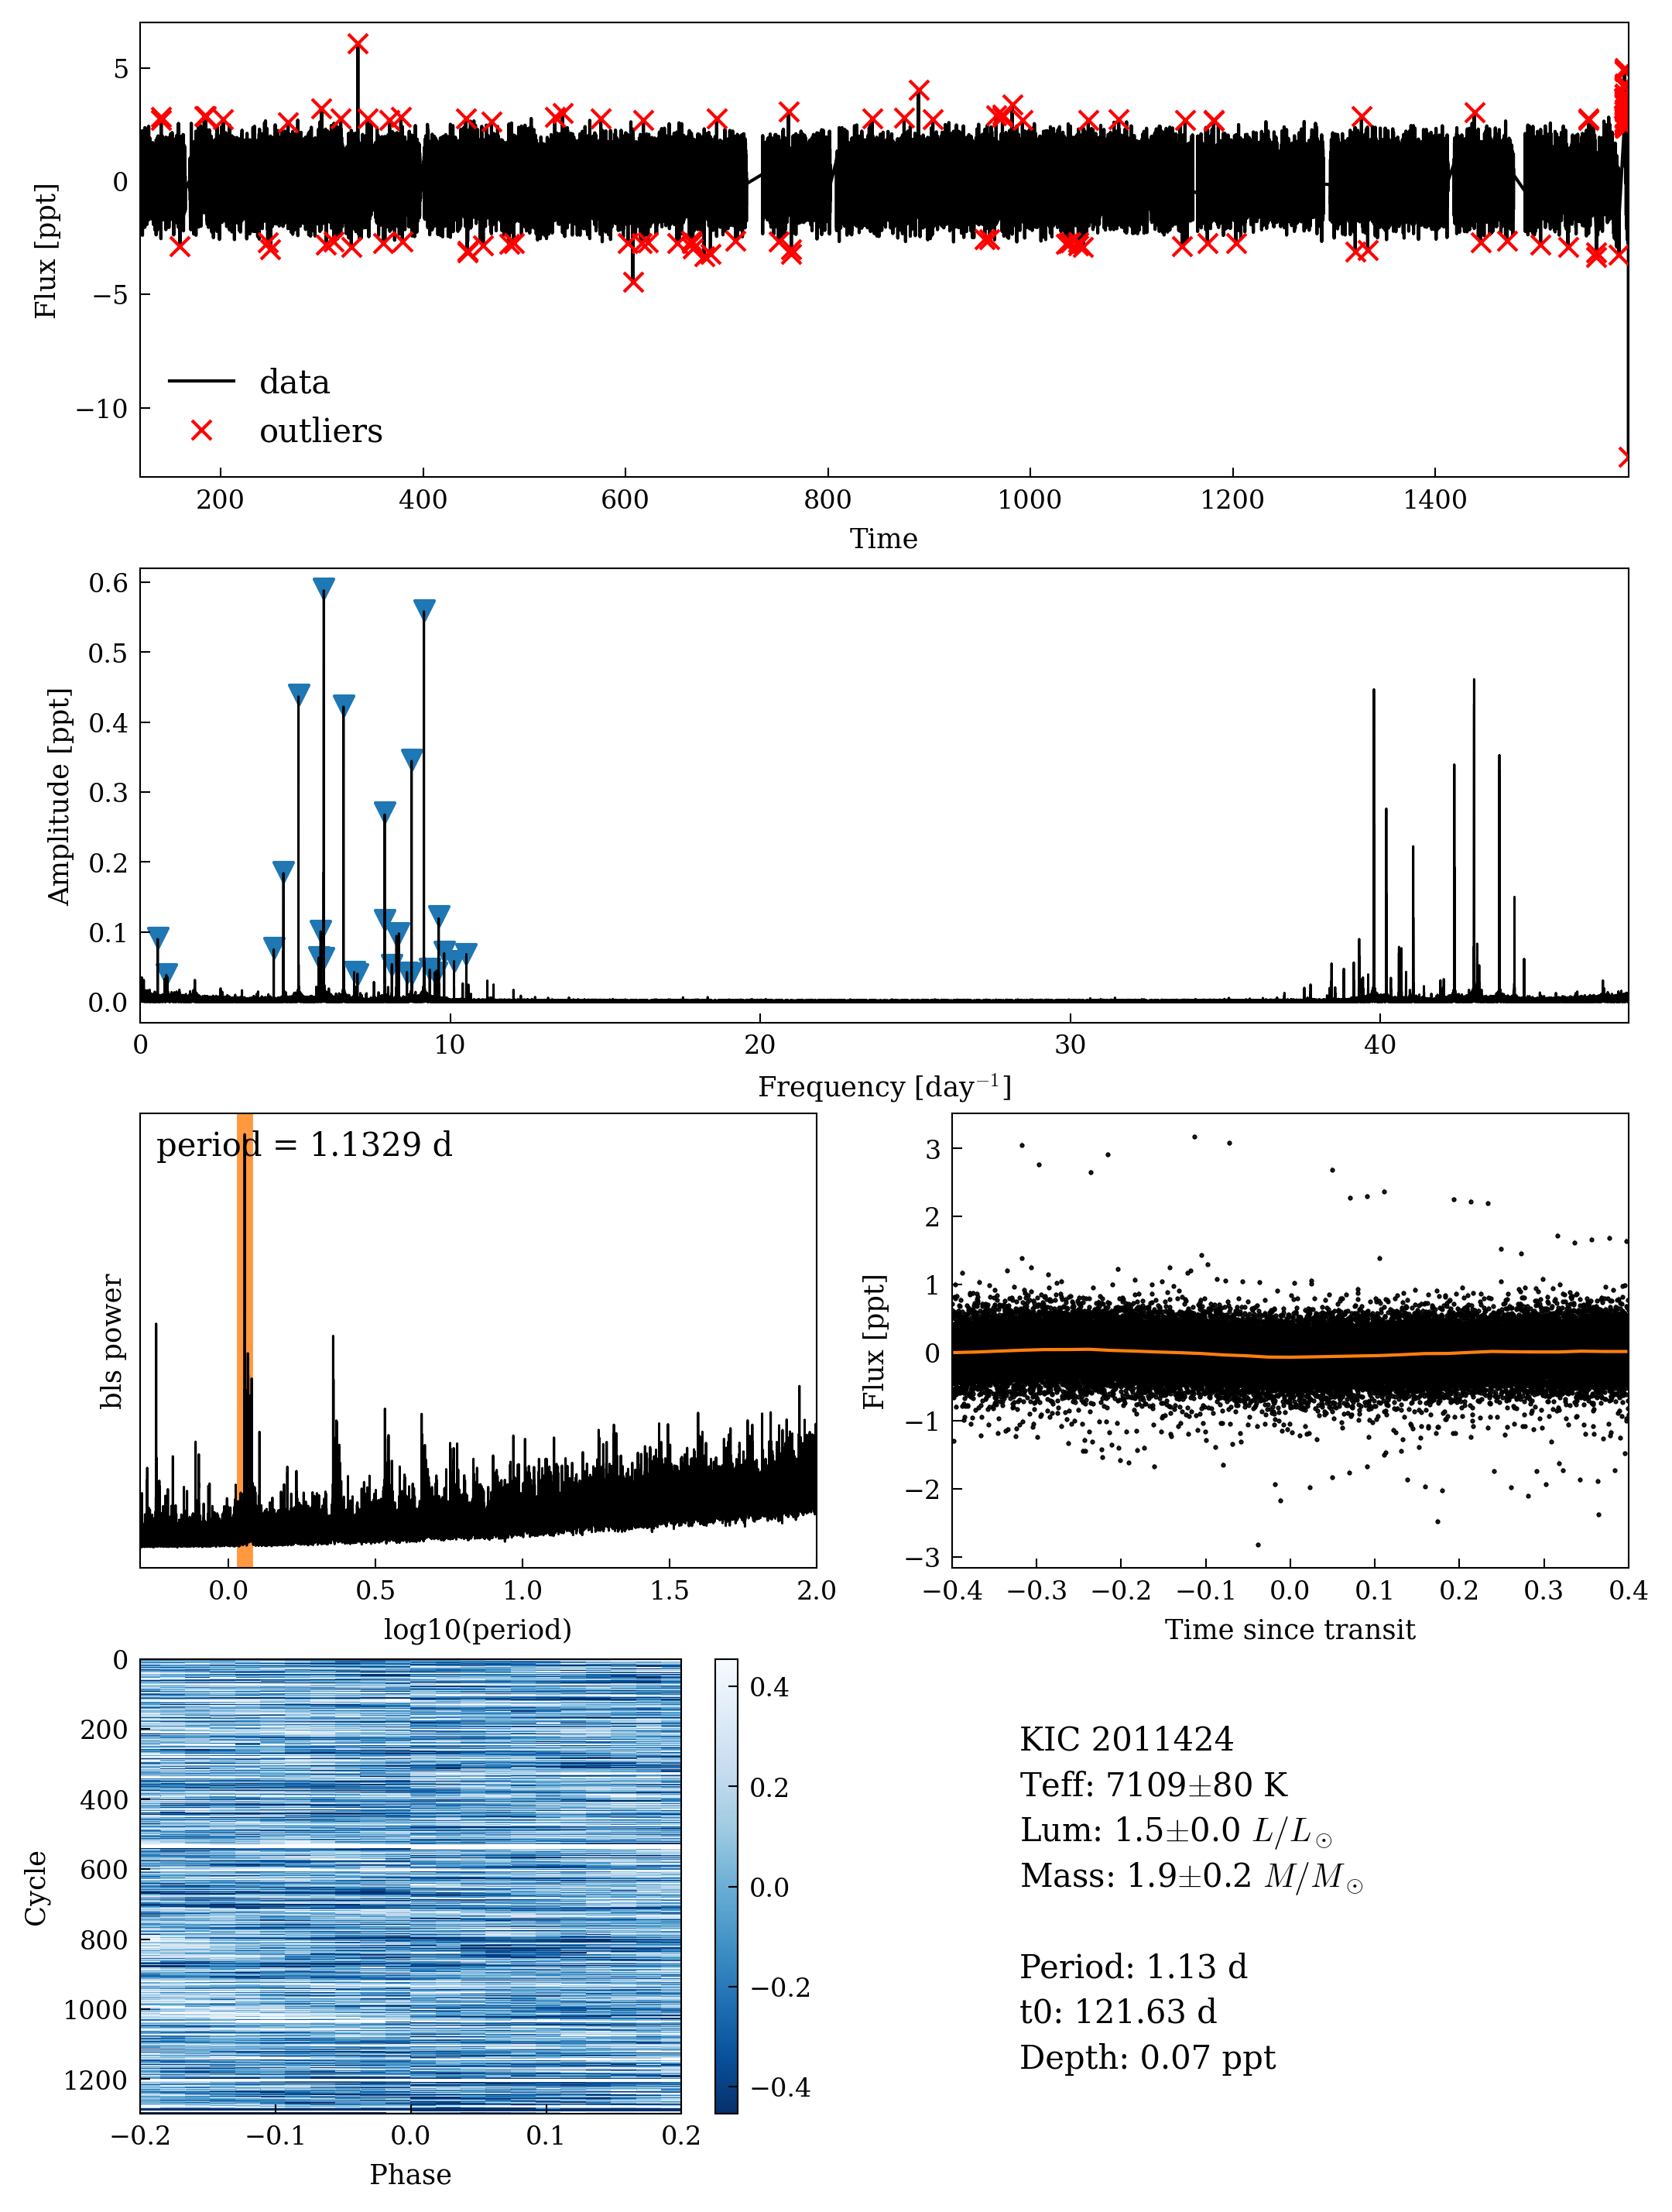 5
0
−5
−10
Flux [ppt]
data
outliers
200 400 600 800 1000 1200 1400
Time
0.6
0.5
0.4
0.3
0.2
0.1
0.0
Amplitude [ppt]
0 10 20 30 40
Frequency [day⁻¹]
period = 1.1329 d
bls power
0.0 0.5 1.0 1.5 2.0
log10(period)
3
2
1
0
−1
−2
−3
Flux [ppt]
−0.4 −0.3 −0.2 −0.1 0.0 0.1 0.2 0.3 0.4
Time since transit
0
200
400
600
800
1000
1200
Cycle
−0.2 −0.1 0.0 0.1 0.2
Phase
0.4
0.2
0.0
−0.2
−0.4
KIC 2011424
Teff: 7109±80 K
Lum: 1.5±0.0 L/L☉
Mass: 1.9±0.2 M/M☉
Period: 1.13 d
t0: 121.63 d
Depth: 0.07 ppt